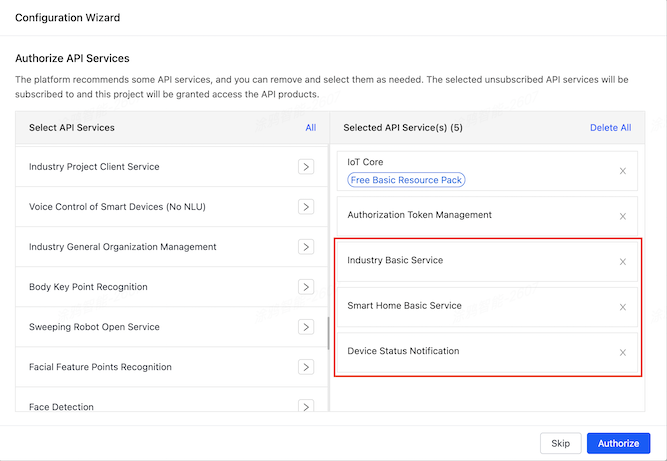 Configuration Wizard
Authorize API Services
The platform recommends some API services, and you can remove and select them as needed. The selected unsubscribed API services will be
subscribed to and this project will be granted access the API products.
Select API Services
All
Industry Project Client Service
Voice Control of Smart Devices (No NLU)
Industry General Organization Management
Body Key Point Recognition
Sweeping Robot Open Service
Facial Feature Points Recognition
Face Detection
Selected API Service(s) (5)
Delete All
IoT Core
Free Basic Resource Pack
Authorization Token Management
Industry Basic Service
Smart Home Basic Service
Device Status Notification
Skip
Authorize